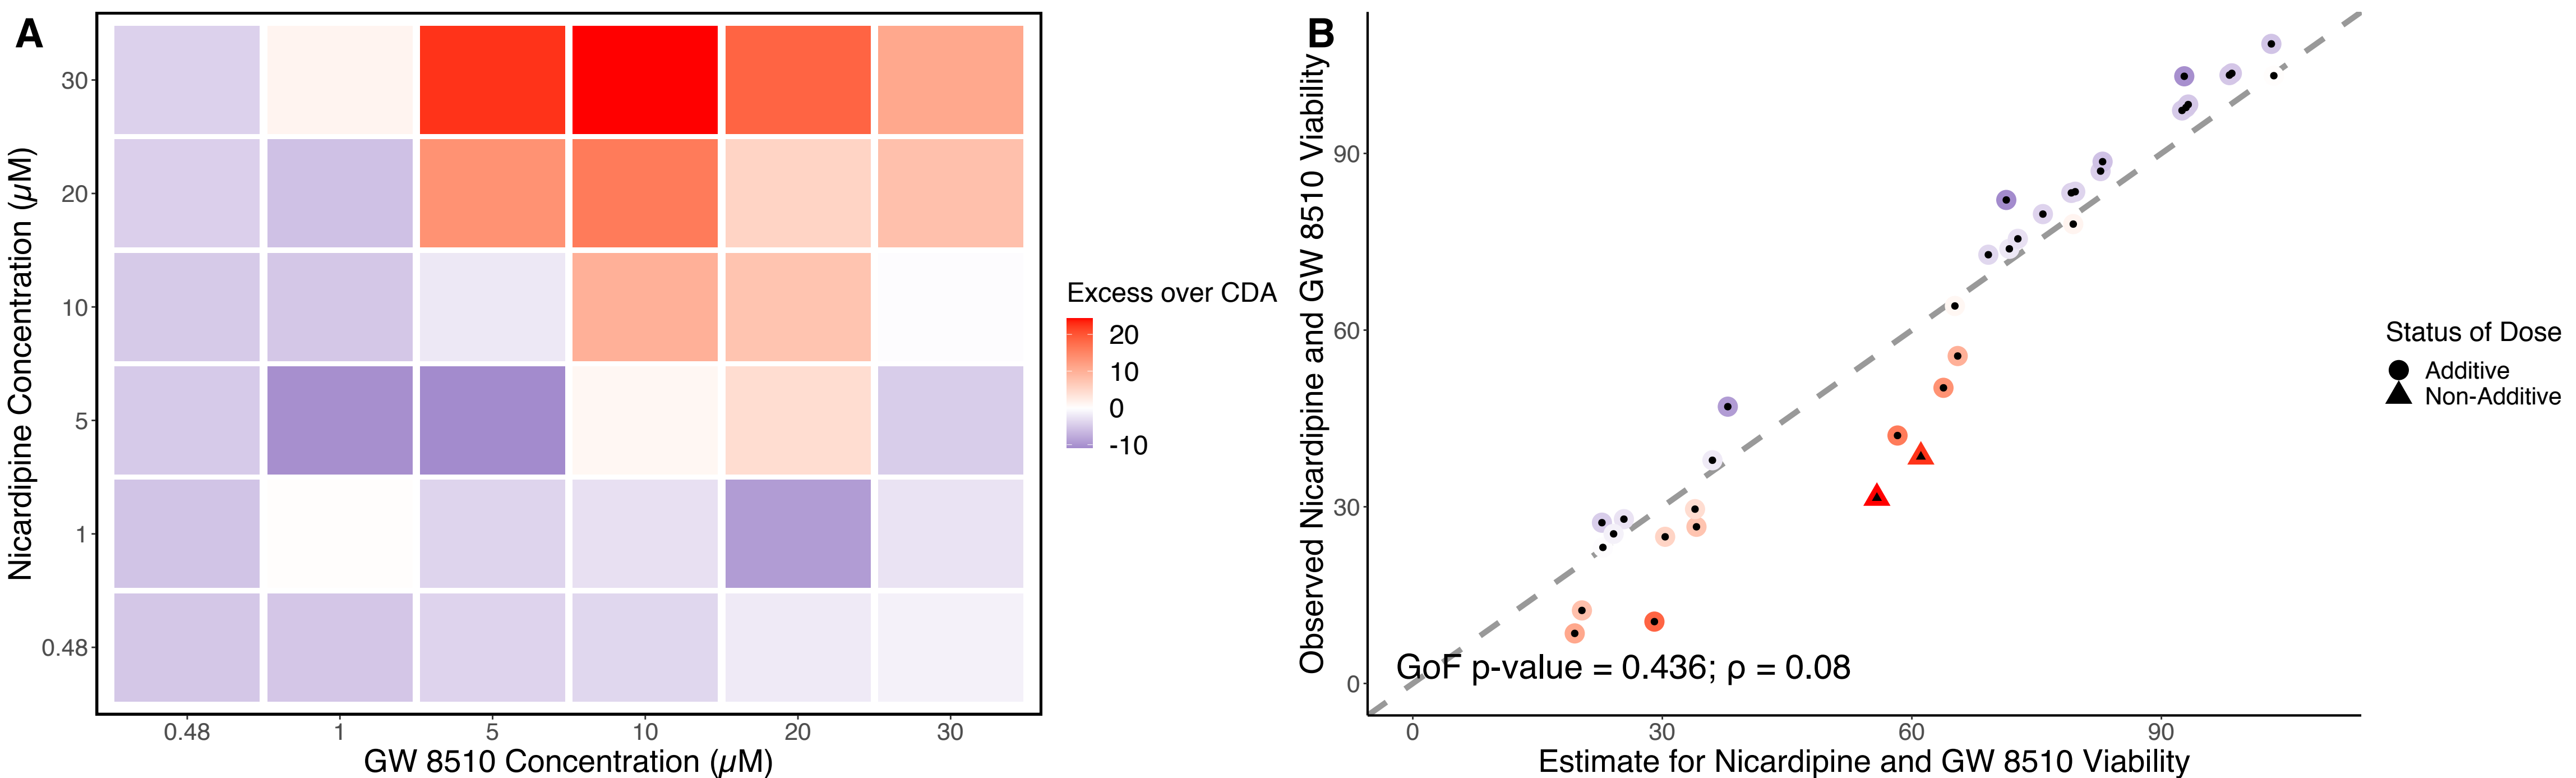 A
Nicardipine Concentration (µM)
30
20
10
5
1
0.48
0.48 1 5 10 20 30
GW 8510 Concentration (µM)
Excess over CDA
20
10
0
-10
B
Observed Nicardipine and GW 8510 Viability
90
60
30
0
GoF p-value = 0.436; ρ = 0.08
0 30 60 90
Estimate for Nicardipine and GW 8510 Viability
Status of Dose
Additive
Non-Additive